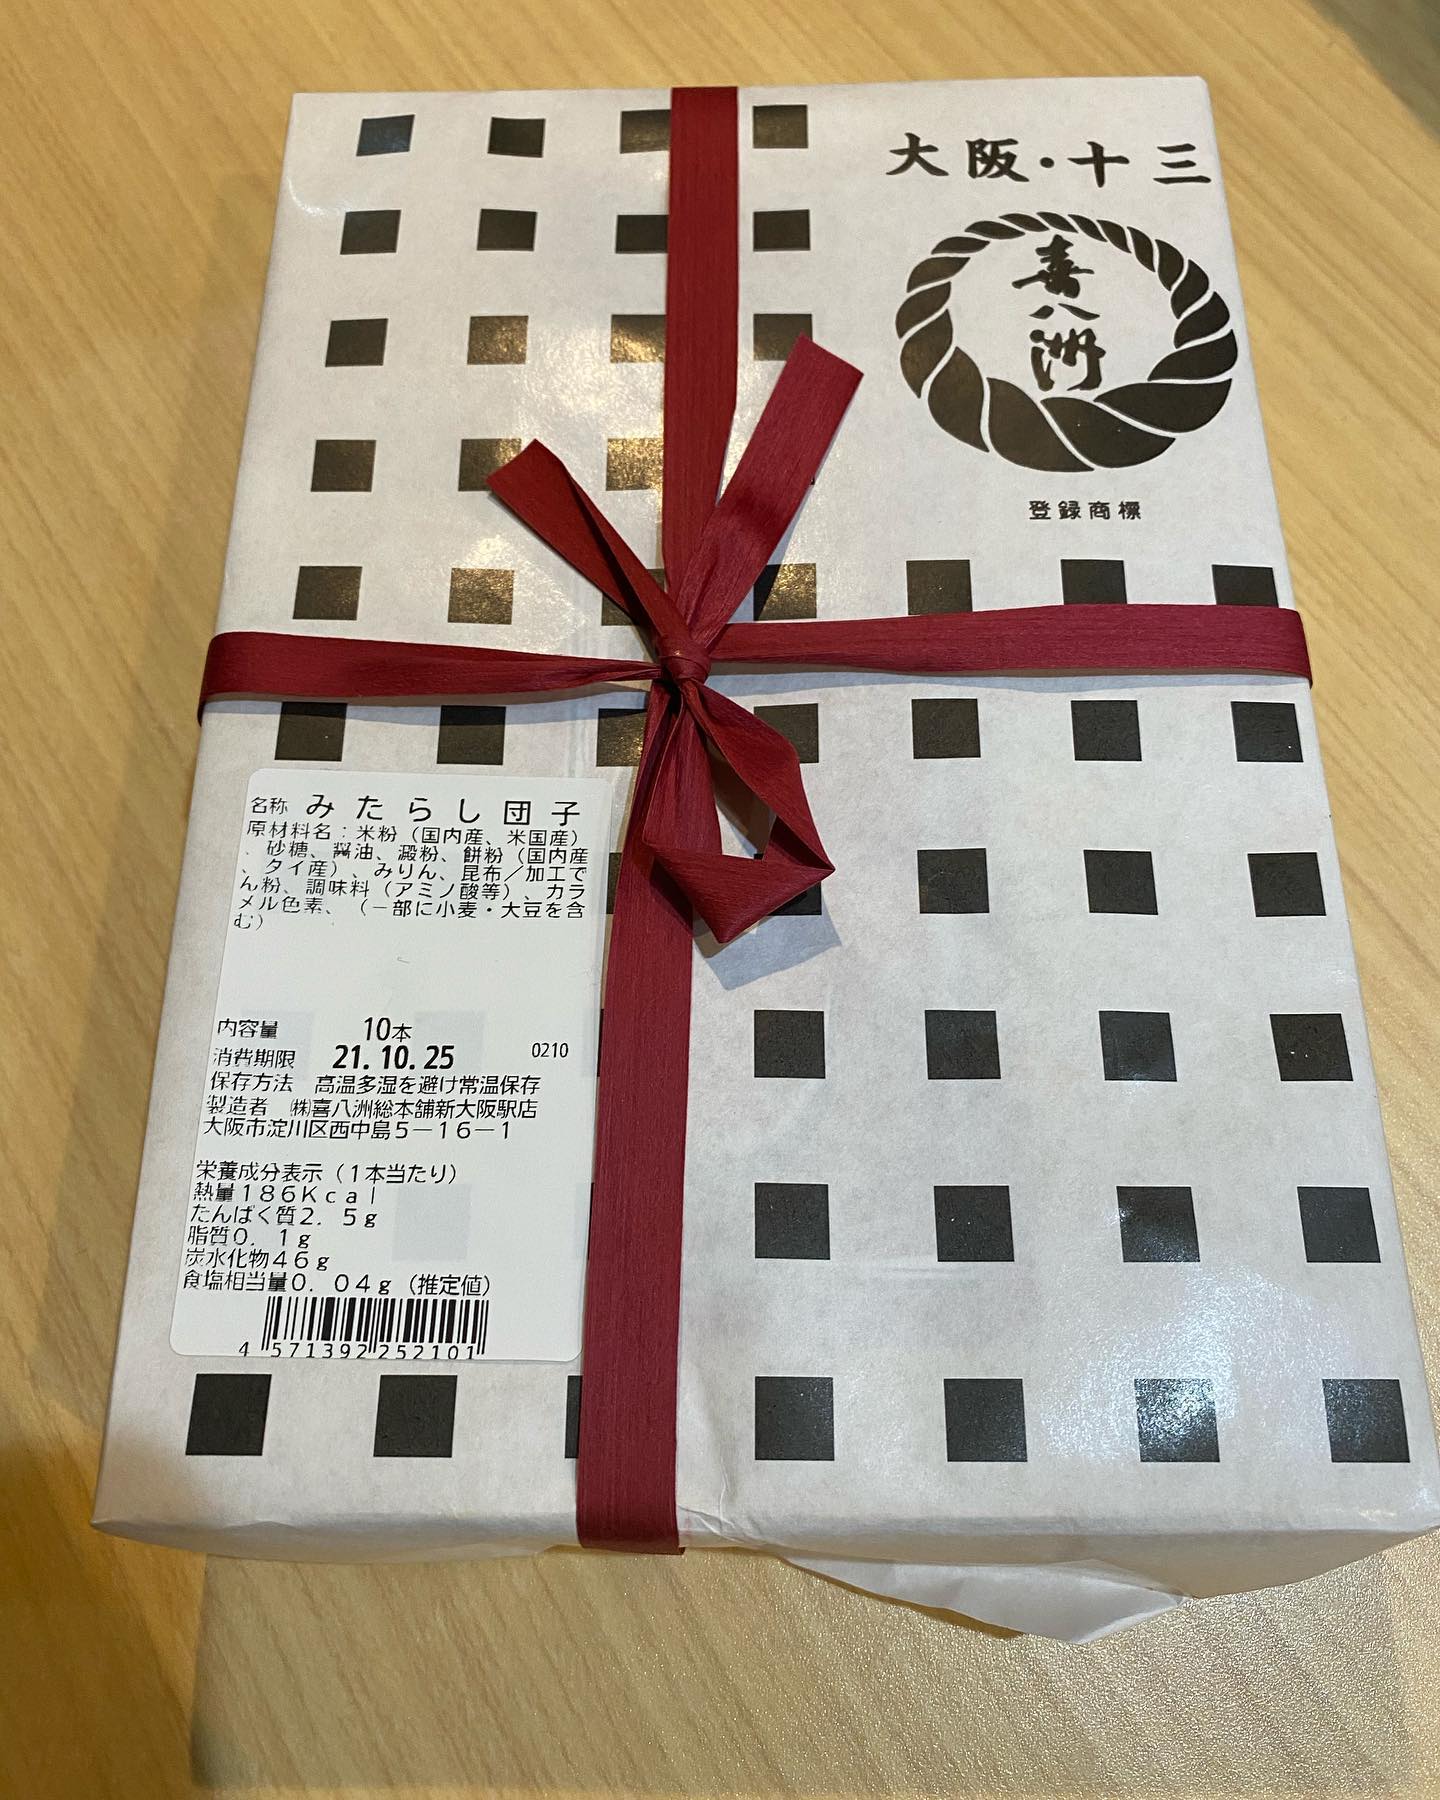 大阪・十三
喜八洲
登録商標
名称 みたらし団子
原材料名：米粉（国内産、米国産）
、砂糖、醤油、澱粉、餅粉（国内産
、タイ産）、みりん、昆布／加工で
ん粉、調味料（アミノ酸等）、カラ
メル色素、（一部に小麦・大豆を含
む）
内容量 10本
消費期限 21.10.25 0210
保存方法 高温多湿を避け常温保存
製造者 ㈱喜八洲総本舗新大阪駅店
大阪市淀川区西中島５－１６－１
栄養成分表示（１本当たり）
熱量１８６Ｋｃａｌ
たんぱく質２．５ｇ
脂質０．１ｇ
炭水化物４６ｇ
食塩相当量０．０４ｇ（推定値）
4 571392 252101